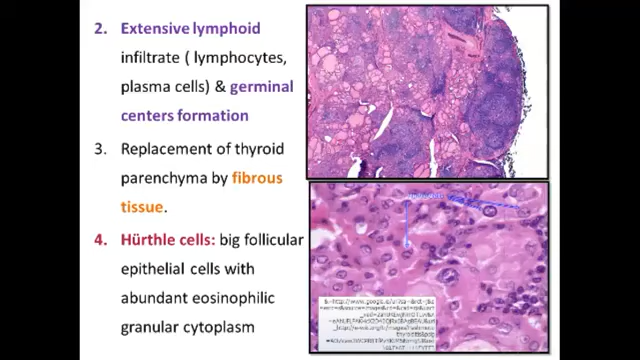 2. Extensive lymphoid
infiltrate ( lymphocytes,
plasma cells) & germinal
centers formation
3. Replacement of thyroid
parenchyma by fibrous
tissue.
4. Hürthle cells: big follicular
epithelial cells with
abundant eosinophilic
granular cytoplasm